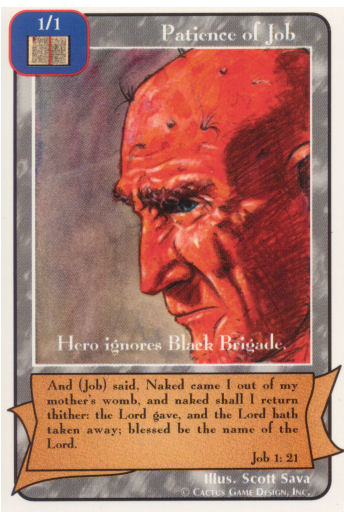 1/1
Patience of Job
Hero ignores Black Brigade.
And (Job) said, Naked came I out of my
mother's womb, and naked shall I return
thither: the Lord gave, and the Lord hath
taken away; blessed be the name of the
Lord.
Job 1: 21
Illus. Scott Sava
© Cactus Game Design, Inc.